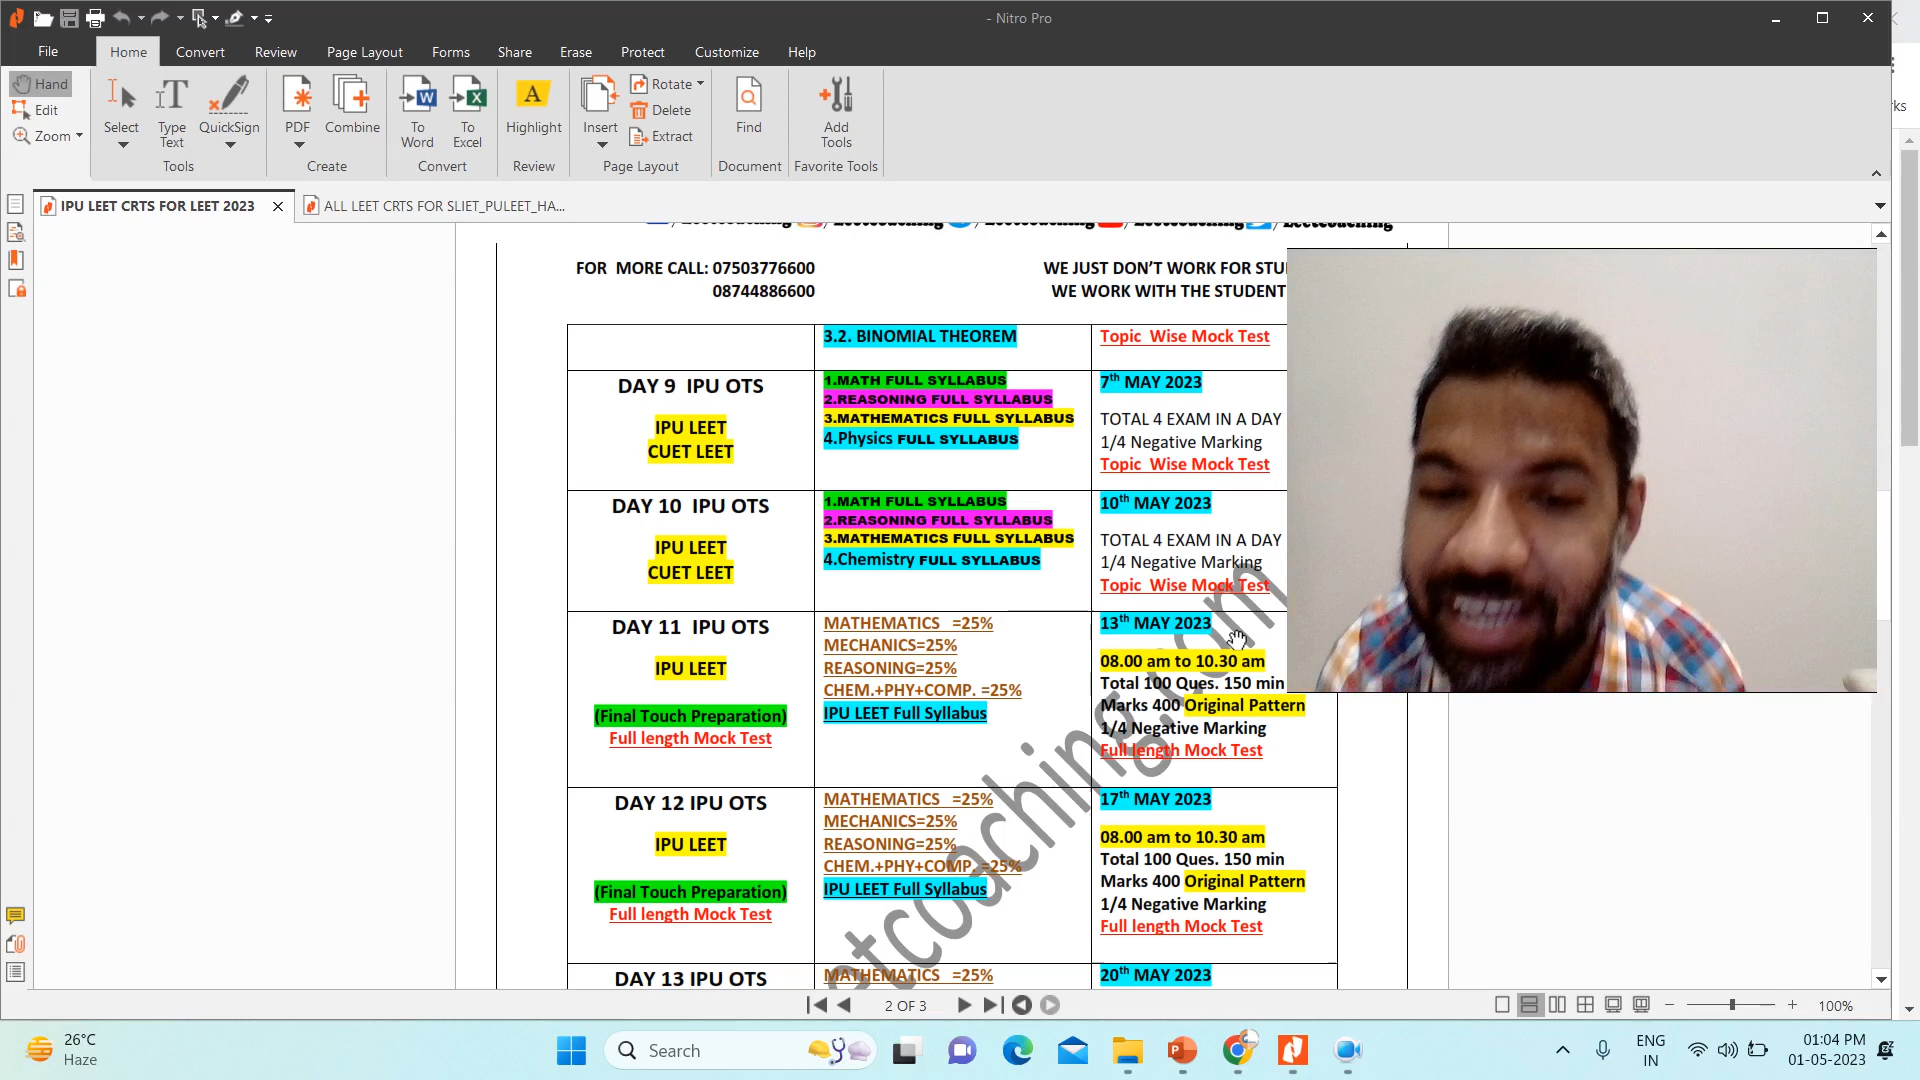 - Nitro Pro
File
Home
Convert
Review
Page Layout
Forms
Share
Erase
Protect
Customize
Help
Hand
Edit
Zoom
Select
Type
Text
QuickSign
Tools
PDF
Combine
Create
To
Word
To
Excel
Convert
Highlight
Review
Insert
Rotate
Delete
Extract
Page Layout
Find
Document
Add
Tools
Favorite Tools
IPU LEET CRTS FOR LEET 2023
ALL LEET CRTS FOR SLIET_PULEET_HA...
FOR MORE CALL: 07503776600
08744886600
WE JUST DON'T WORK FOR STU
WE WORK WITH THE STUDENT
3.2. BINOMIAL THEOREM
Topic Wise Mock Test
DAY 9 IPU OTS
IPU LEET
CUET LEET
1.MATH FULL SYLLABUS
2.REASONING FULL SYLLABUS
3.MATHEMATICS FULL SYLLABUS
4.Physics FULL SYLLABUS
7th MAY 2023
TOTAL 4 EXAM IN A DAY
1/4 Negative Marking
Topic Wise Mock Test
DAY 10 IPU OTS
IPU LEET
CUET LEET
1.MATH FULL SYLLABUS
2.REASONING FULL SYLLABUS
3.MATHEMATICS FULL SYLLABUS
4.Chemistry FULL SYLLABUS
10th MAY 2023
TOTAL 4 EXAM IN A DAY
1/4 Negative Marking
Topic Wise Mock Test
DAY 11 IPU OTS
IPU LEET
(Final Touch Preparation)
Full length Mock Test
MATHEMATICS =25%
MECHANICS=25%
REASONING=25%
CHEM.+PHY+COMP. =25%
IPU LEET Full Syllabus
13th MAY 2023
08.00 am to 10.30 am
Total 100 Ques. 150 min
Marks 400 Original Pattern
1/4 Negative Marking
Full length Mock Test
DAY 12 IPU OTS
IPU LEET
(Final Touch Preparation)
Full length Mock Test
MATHEMATICS =25%
MECHANICS=25%
REASONING=25%
CHEM.+PHY+COMP. =25%
IPU LEET Full Syllabus
17th MAY 2023
08.00 am to 10.30 am
Total 100 Ques. 150 min
Marks 400 Original Pattern
1/4 Negative Marking
Full length Mock Test
DAY 13 IPU OTS
MATHEMATICS =25%
20th MAY 2023
etcoaching.com
2 OF 3
100%
26°C
Haze
Search
ENG
IN
01:04 PM
01-05-2023